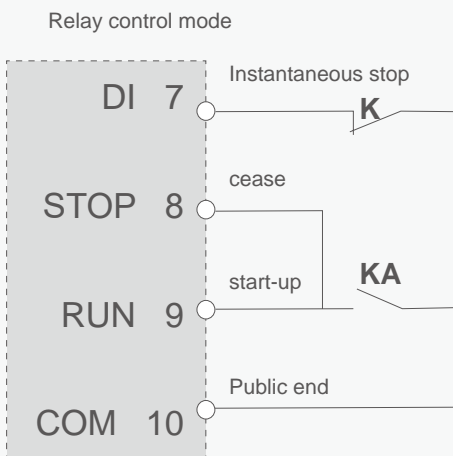 Relay control mode
DI 7
Instantaneous stop
K
STOP 8
cease
RUN 9
start-up
KA
COM 10
Public end